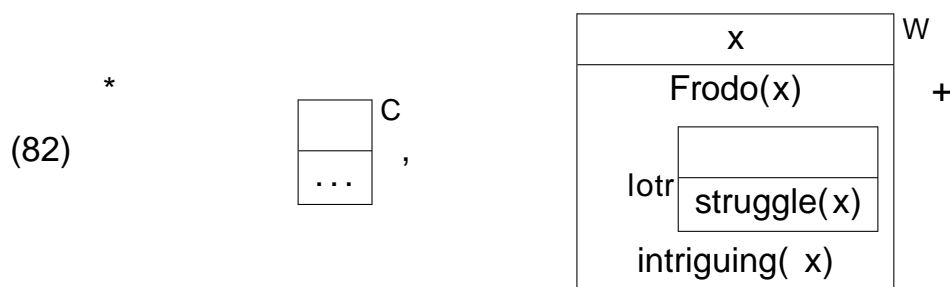 x W
* Frodo(x) +
C
(82) ,
...
lotr struggle(x)
intriguing( x)